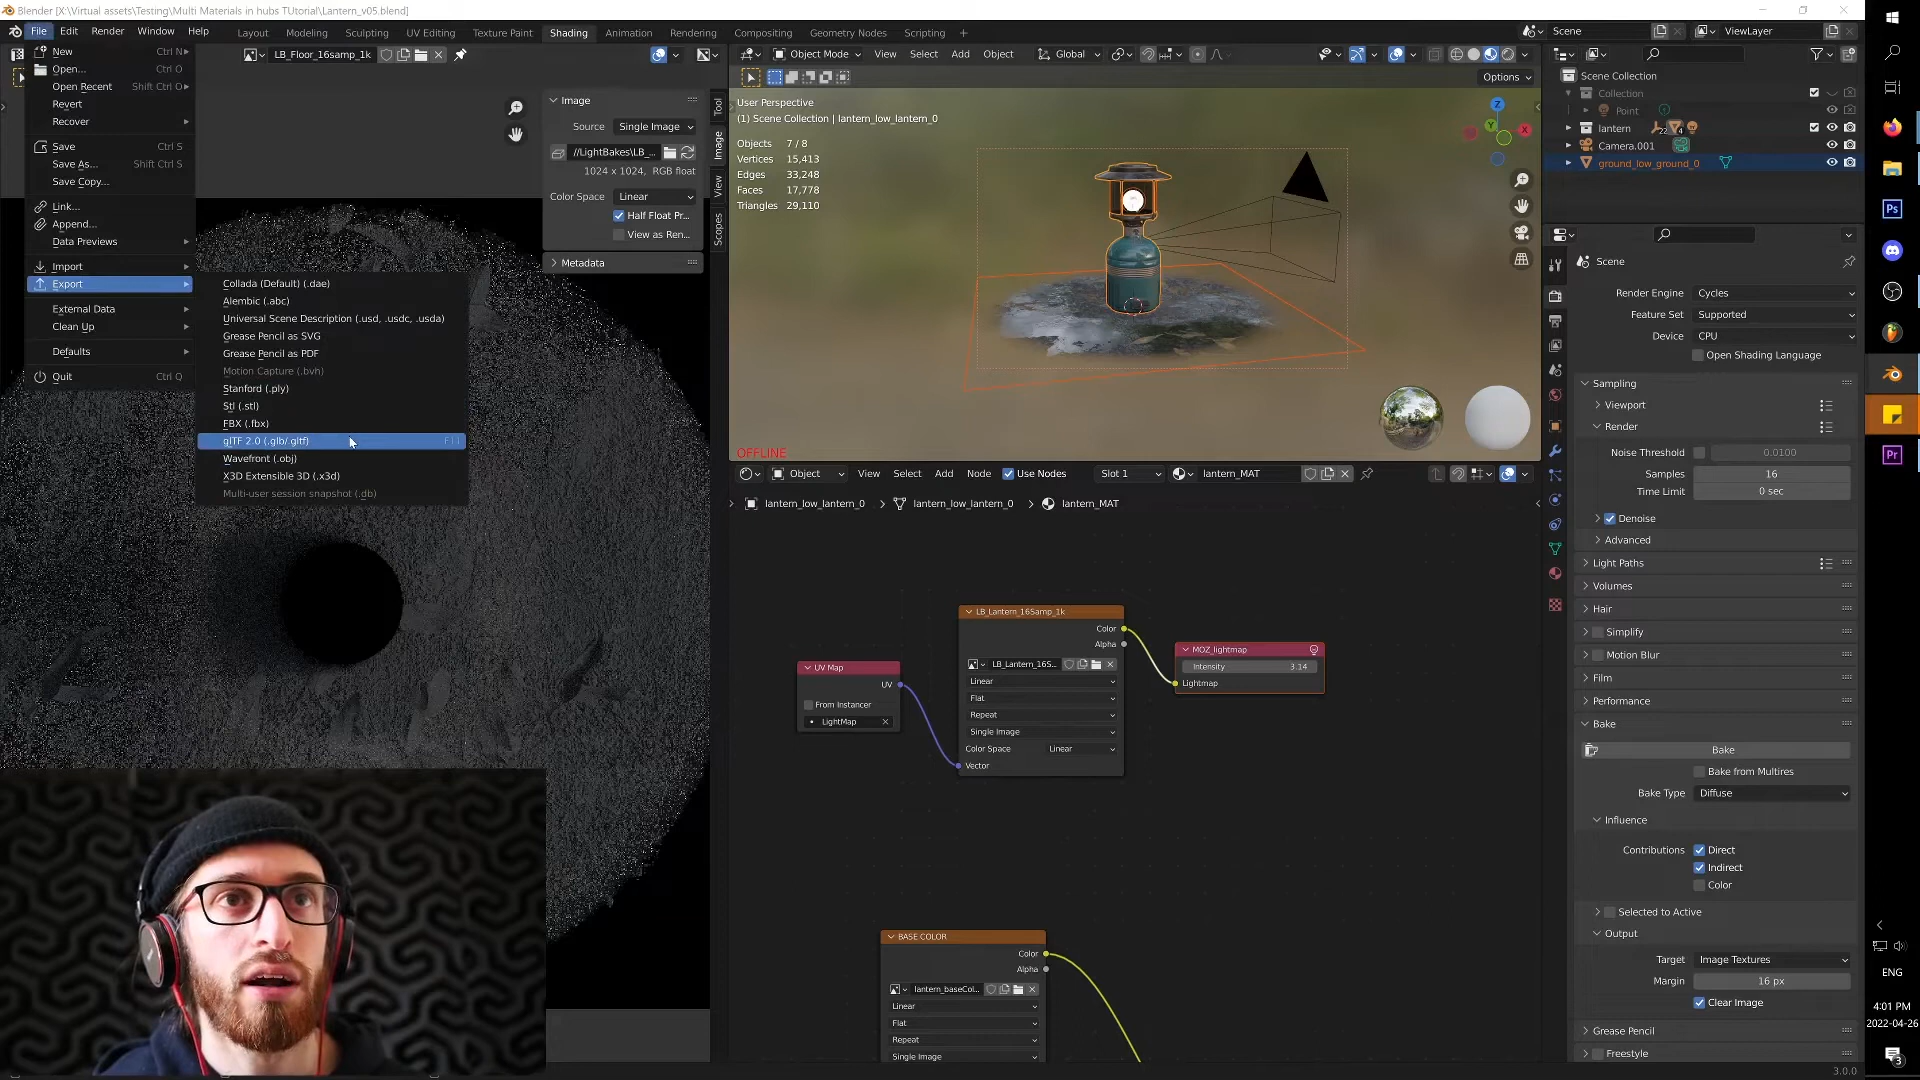 Blender [X:\Virtual assets\Testing\Multi Materials in hubs TUtorial\Lantern_v05.blend]
File Edit Render Window Help Layout Modeling Sculpting UV Editing Texture Paint Shading Animation Rendering Compositing Geometry Nodes Scripting + Scene ViewLayer
LB_Floor_16samp_1k
New Ctrl N
Open... Ctrl O
Open Recent Shift Ctrl O
Revert
Recover
Save Ctrl S
Save As... Shift Ctrl S
Save Copy...
Link...
Append...
Data Previews
Import
Export
External Data
Clean Up
Defaults
Quit Ctrl Q
Collada (Default) (.dae)
Alembic (.abc)
Universal Scene Description (.usd, .usdc, .usda)
Grease Pencil as SVG
Grease Pencil as PDF
Motion Capture (.bvh)
Stanford (.ply)
Stl (.stl)
FBX (.fbx)
glTF 2.0 (.glb/.gltf)
Wavefront (.obj)
X3D Extensible 3D (.x3d)
Multi-user session snapshot (.db)
Image
Source Single Image
//LightBakes\LB_...
1024 x 1024, RGB float
Color Space Linear
Half Float Pr...
View as Ren...
Metadata
Tool
Image
View
Scopes
Object Mode View Select Add Object Global
Options
User Perspective
(1) Scene Collection | lantern_low_lantern_0
Objects 7 / 8
Vertices 15,413
Edges 33,248
Faces 17,778
Triangles 29,110
Z
Y
X
OFFLINE
Object View Select Add Node Use Nodes Slot 1 lantern_MAT
lantern_low_lantern_0 lantern_low_lantern_0 lantern_MAT
UV Map
UV
From Instancer
LightMap
LB_Lantern_16Samp_1k
Color
Alpha
LB_Lantern_16S...
Linear
Flat
Repeat
Single Image
Color Space Linear
Vector
MOZ_lightmap
Intensity 3.14
Lightmap
BASE COLOR
Color
Alpha
lantern_baseCol...
Linear
Flat
Repeat
Single Image
Scene Collection
Collection
Point
lantern 22 4
Camera.001
ground_low_ground_0
Scene
Render Engine Cycles
Feature Set Supported
Device CPU
Open Shading Language
Sampling
Viewport
Render
Noise Threshold 0.0100
Samples 16
Time Limit 0 sec
Denoise
Advanced
Light Paths
Volumes
Hair
Simplify
Motion Blur
Film
Performance
Bake
Bake
Bake from Multires
Bake Type Diffuse
Influence
Contributions Direct
Indirect
Color
Selected to Active
Output
Target Image Textures
Margin 16 px
Clear Image
Grease Pencil
Freestyle
3.0.0
Ps
Pr
ENG
4:01 PM
2022-04-26
3